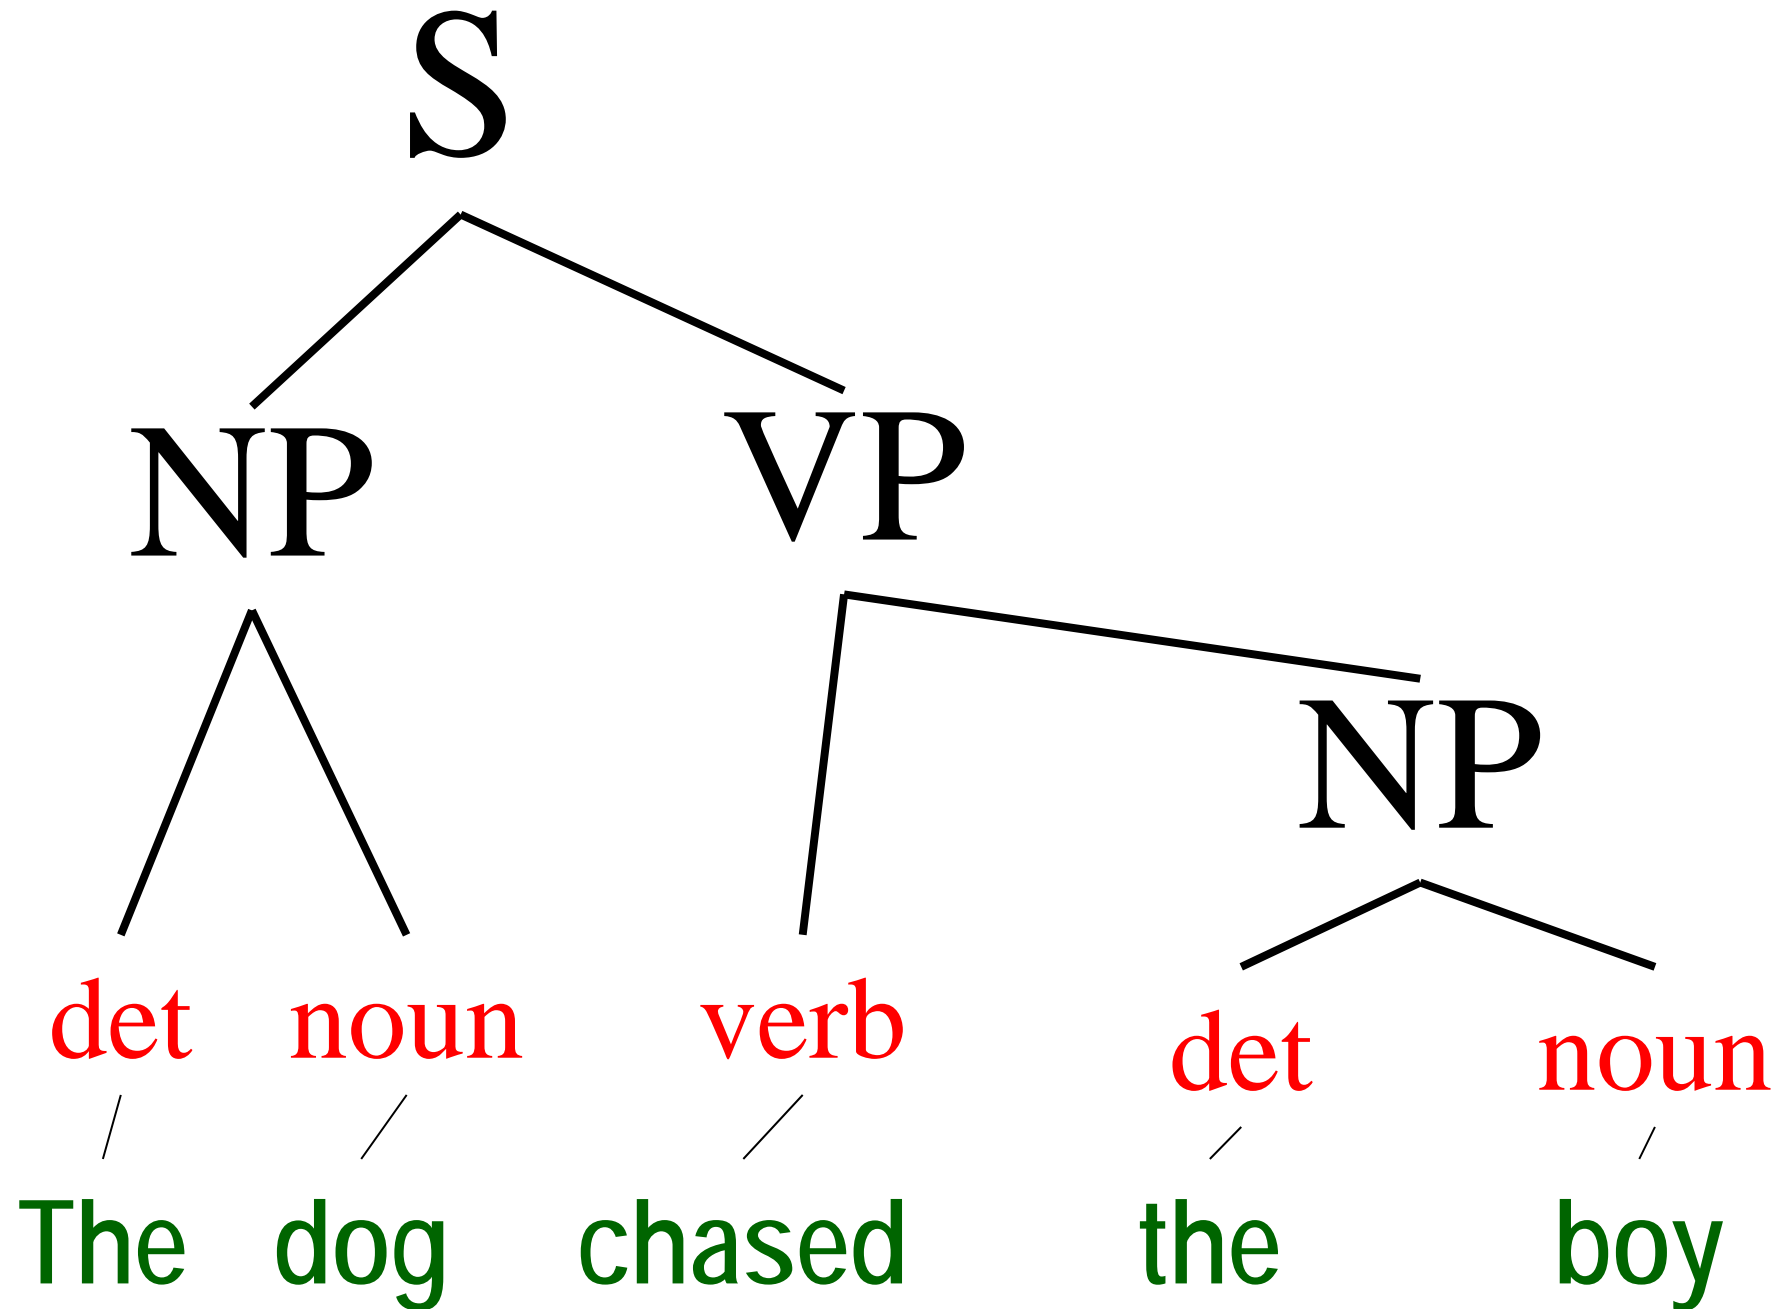 S
NP VP
NP
det noun verb det noun
The dog chased the boy